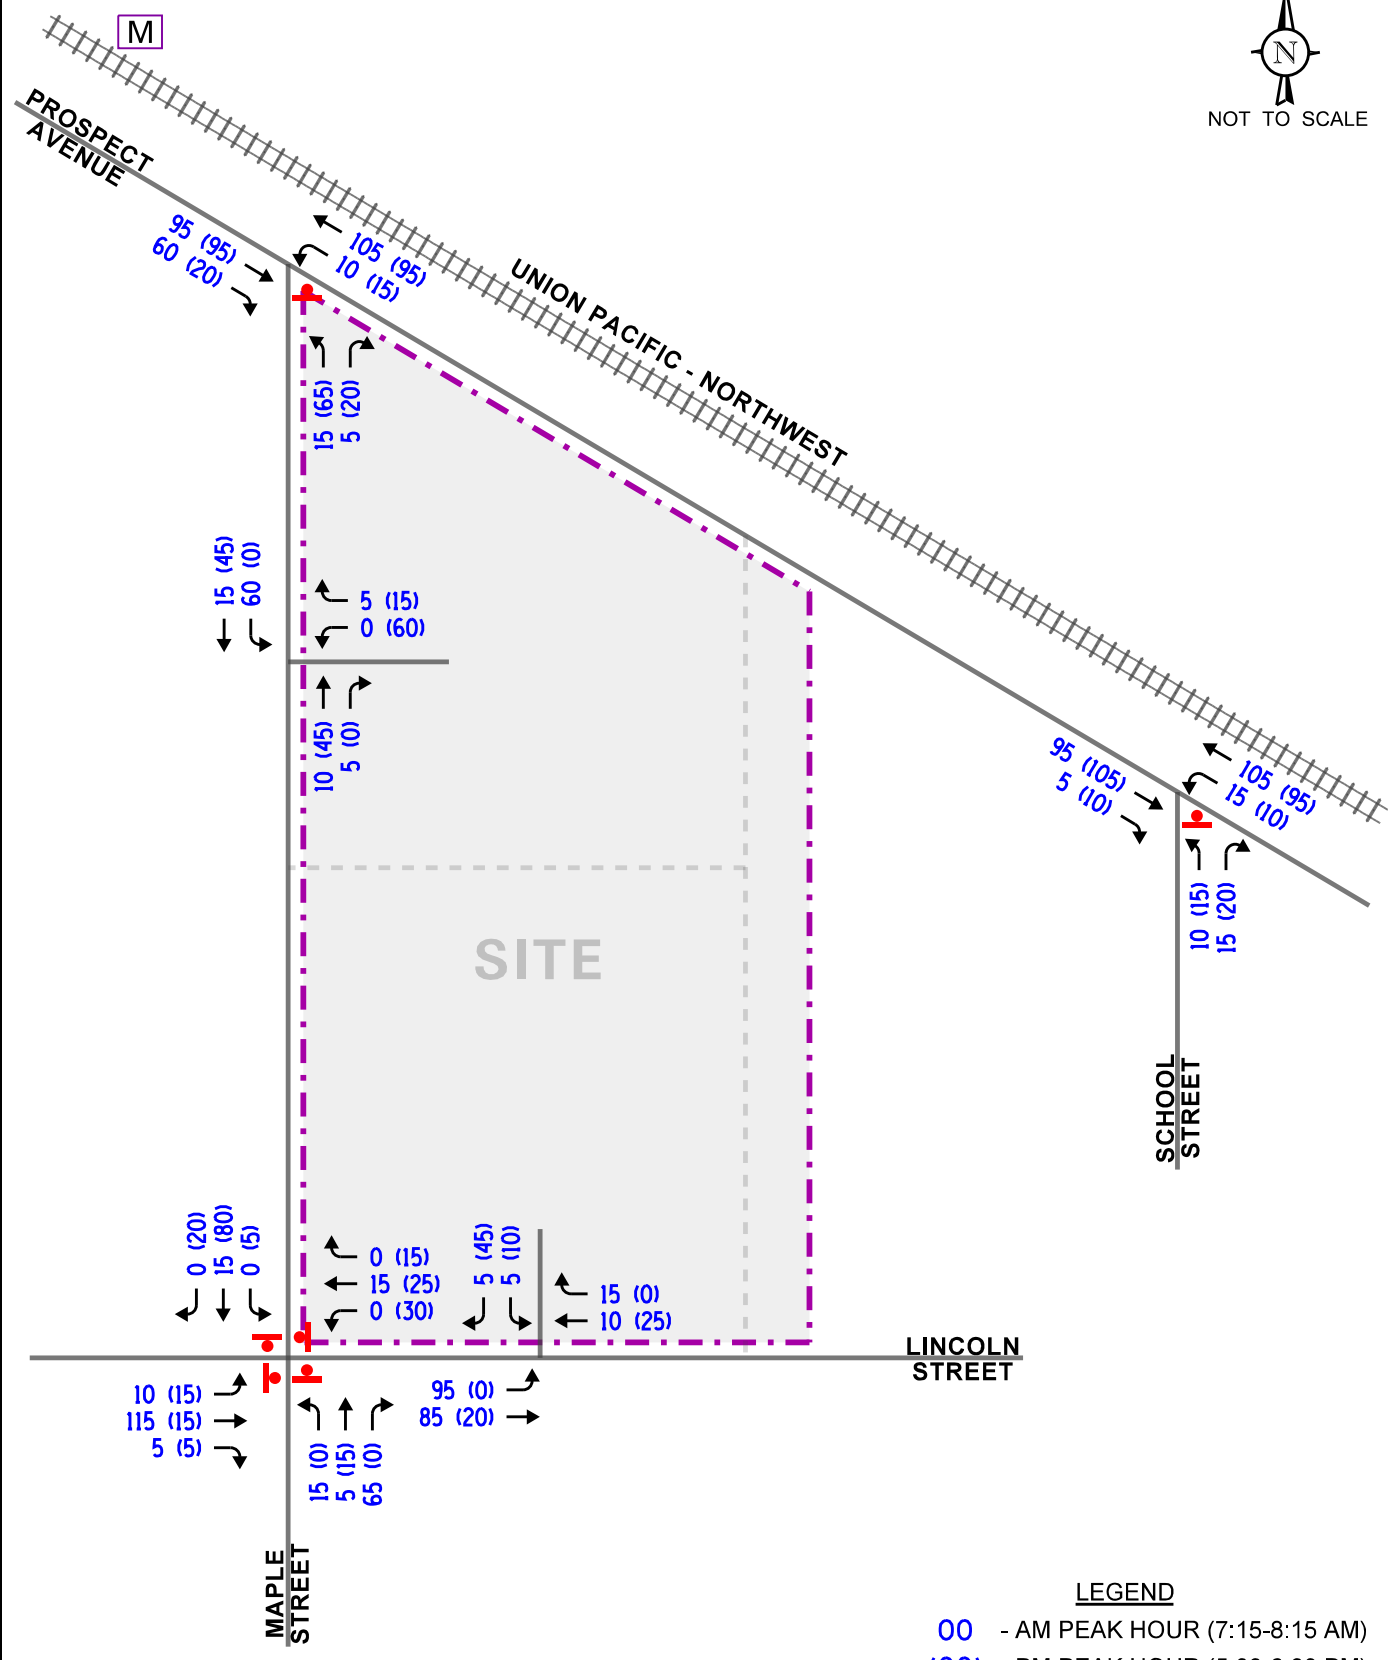 M
N
NOT TO SCALE
PROSPECT
AVENUE
95 (95)
60 (20)
105 (95)
10 (15)
UNION PACIFIC - NORTHWEST
15 (65)
5 (20)
15 (45)
60 (0)
5 (15)
0 (60)
10 (45)
5 (0)
95 (105)
5 (10)
105 (95)
15 (10)
10 (15)
15 (20)
SITE
SCHOOL
STREET
0 (20)
15 (80)
0 (5)
0 (15)
15 (25)
0 (30)
5 (45)
5 (10)
15 (0)
10 (25)
LINCOLN
STREET
10 (15)
115 (15)
5 (5)
15 (0)
5 (15)
65 (0)
95 (0)
85 (20)
MAPLE
STREET
LEGEND
00 - AM PEAK HOUR (7:15-8:15 AM)